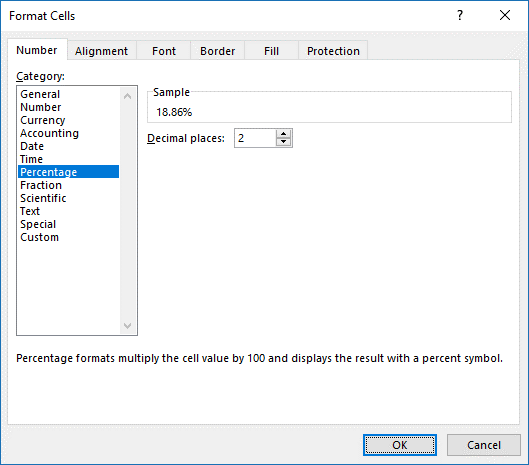 Format Cells
?
Number Alignment Font Border Fill Protection
Category:
General
Number
Currency
Accounting
Date
Time
Percentage
Fraction
Scientific
Text
Special
Custom
Sample
18.86%
Decimal places: 2
Percentage formats multiply the cell value by 100 and displays the result with a percent symbol.
OK Cancel